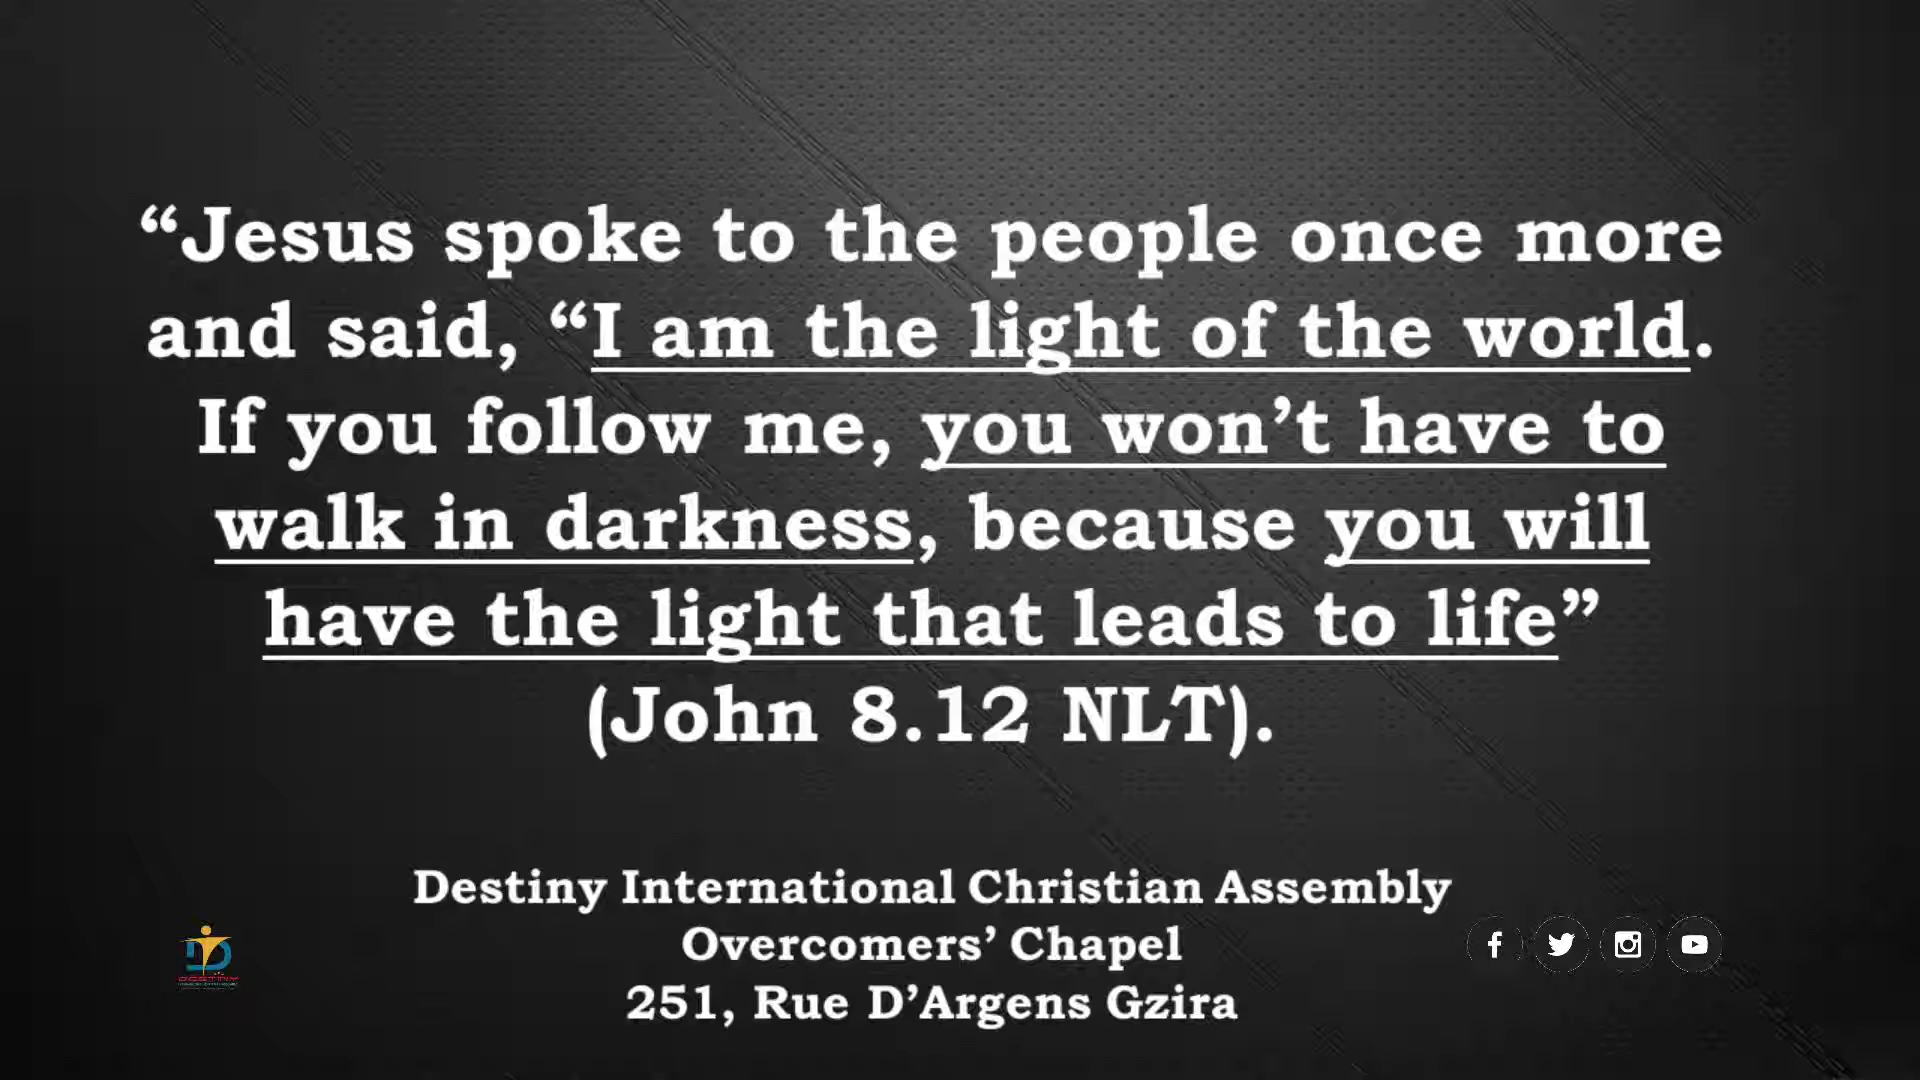 “Jesus spoke to the people once more
and said, “I am the light of the world.
If you follow me, you won’t have to
walk in darkness, because you will
have the light that leads to life”
(John 8.12 NLT).
Destiny International Christian Assembly
Overcomers’ Chapel
251, Rue D’Argens Gzira
DESTINY